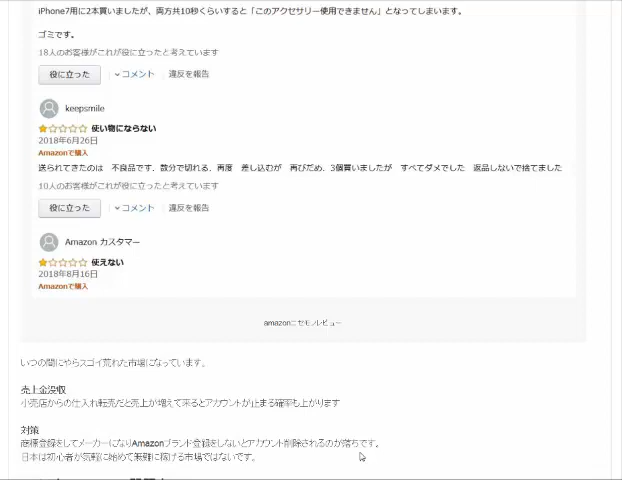 iPhone7用に2本買いましたが、両方共10秒くらいすると「このアクセサリー使用できません」となってしまいます。
ゴミです。
18人のお客様がこれが役に立ったと考えています
役に立った コメント 違反を報告
keepsmile
使い物にならない
2018年6月26日
Amazonで購入
送られてきたのは 不良品です．数分で切れる．再度 差し込むが 再びだめ．3個買いましたが すべてダメでした 返品しないで捨てました
10人のお客様がこれが役に立ったと考えています
役に立った コメント 違反を報告
Amazon カスタマー
使えない
2018年8月16日
Amazonで購入
amazonニセモノレビュー
いつの間にやらスゴイ荒れた市場になっています。
売上金没収
小売店からの仕入れ転売だと売上が増えて来るとアカウントが止まる確率も上がります
対策
商標登録をしてメーカーになりAmazonブランド登録をしないとアカウント削除されるのが落ちです。
日本は初心者が気軽に始めて無難に稼げる市場ではないです。